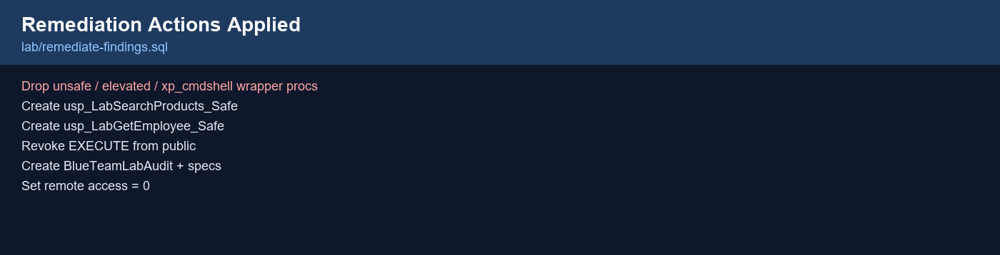 Remediation Actions Applied
lab/remediate-findings.sql
Drop unsafe / elevated / xp_cmdshell wrapper procs
Create usp_LabSearchProducts_Safe
Create usp_LabGetEmployee_Safe
Revoke EXECUTE from public
Create BlueTeamLabAudit + specs
Set remote access = 0